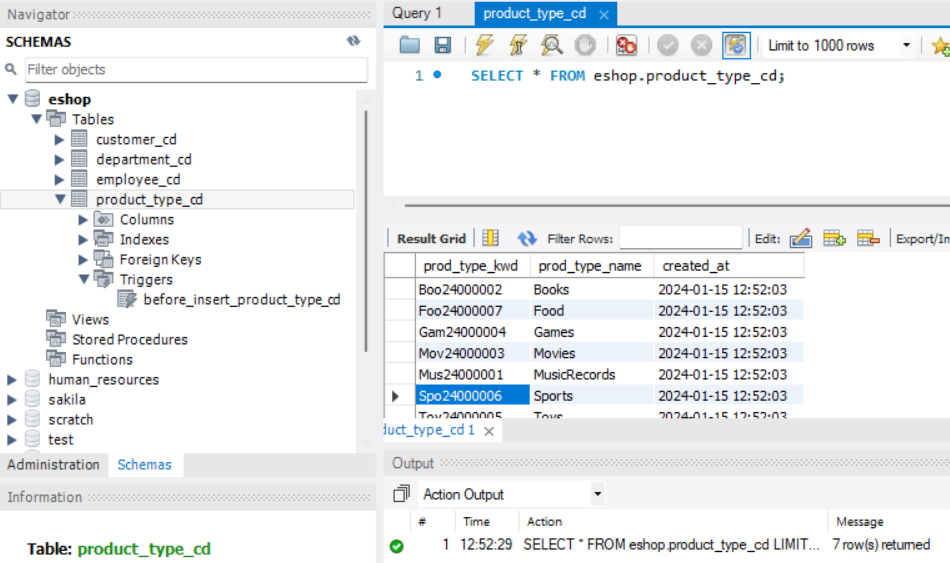 Navigator
SCHEMAS
Filter objects
eshop
Tables
customer_cd
department_cd
employee_cd
product_type_cd
Columns
Indexes
Foreign Keys
Triggers
before_insert_product_type_cd
Views
Stored Procedures
Functions
human_resources
sakila
scratch
test
Administration Schemas
Information
Table: product_type_cd
Query 1 product_type_cd
Limit to 1000 rows
1 SELECT * FROM eshop.product_type_cd;
Result Grid Filter Rows: Edit: Export/Im
prod_type_kwd prod_type_name created_at
Boo24000002 Books 2024-01-15 12:52:03
Foo24000007 Food 2024-01-15 12:52:03
Gam24000004 Games 2024-01-15 12:52:03
Mov24000003 Movies 2024-01-15 12:52:03
Mus24000001 MusicRecords 2024-01-15 12:52:03
Spo24000006 Sports 2024-01-15 12:52:03
Toy24000005 Toys 2024-01-15 12:52:03
duct_type_cd 1
Output
Action Output
# Time Action Message
1 12:52:29 SELECT * FROM eshop.product_type_cd LIMIT... 7 row(s) returned